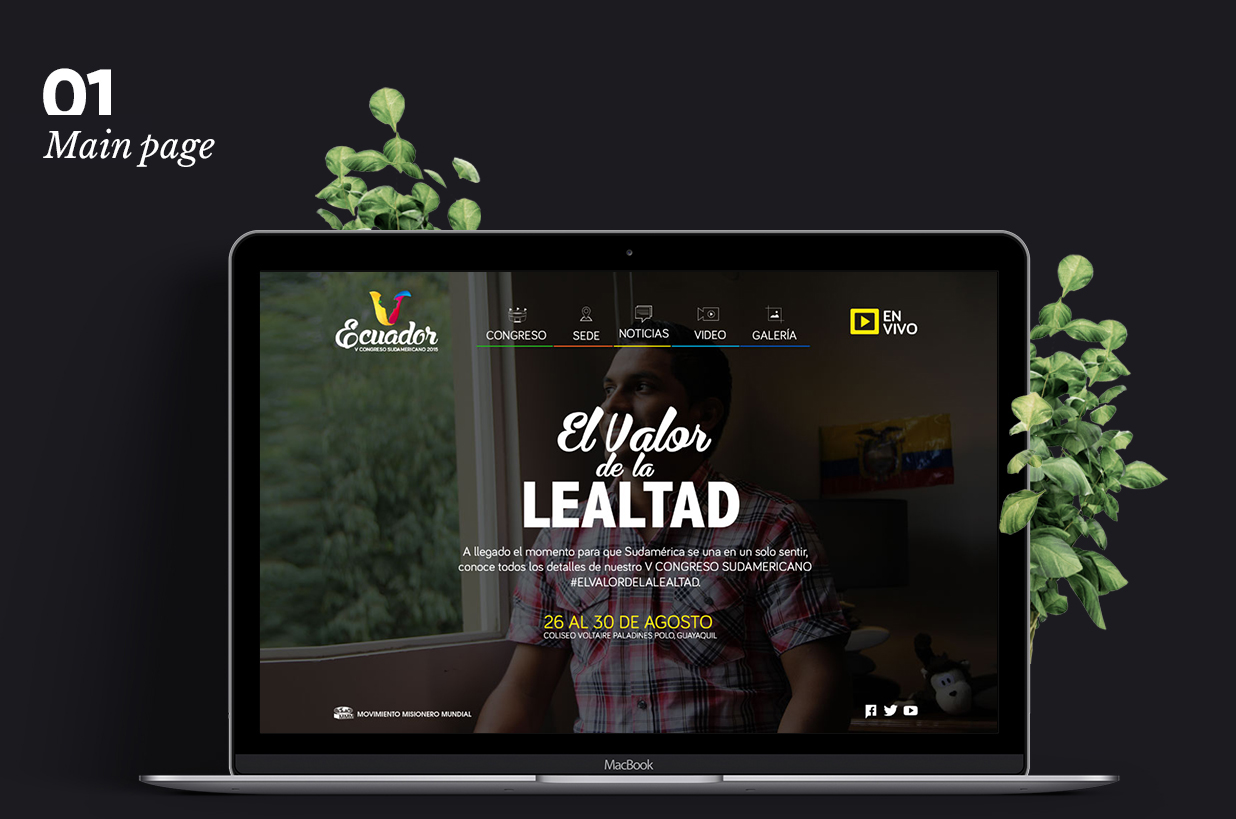 01
Main page
V
Ecuador
V CONGRESO SUDAMERICANO 2015
CONGRESO
SEDE
NOTICIAS
VIDEO
GALERÍA
EN
VIVO
El Valor
de la
LEALTAD
A llegado el momento para que Sudamérica se una en un solo sentir,
conoce todos los detalles de nuestro V CONGRESO SUDAMERICANO
#ELVALORDELALEALTAD.
26 AL 30 DE AGOSTO
COLISEO VOLTAIRE PALADINES POLO, GUAYAQUIL
MOVIMIENTO MISIONERO MUNDIAL
MacBook